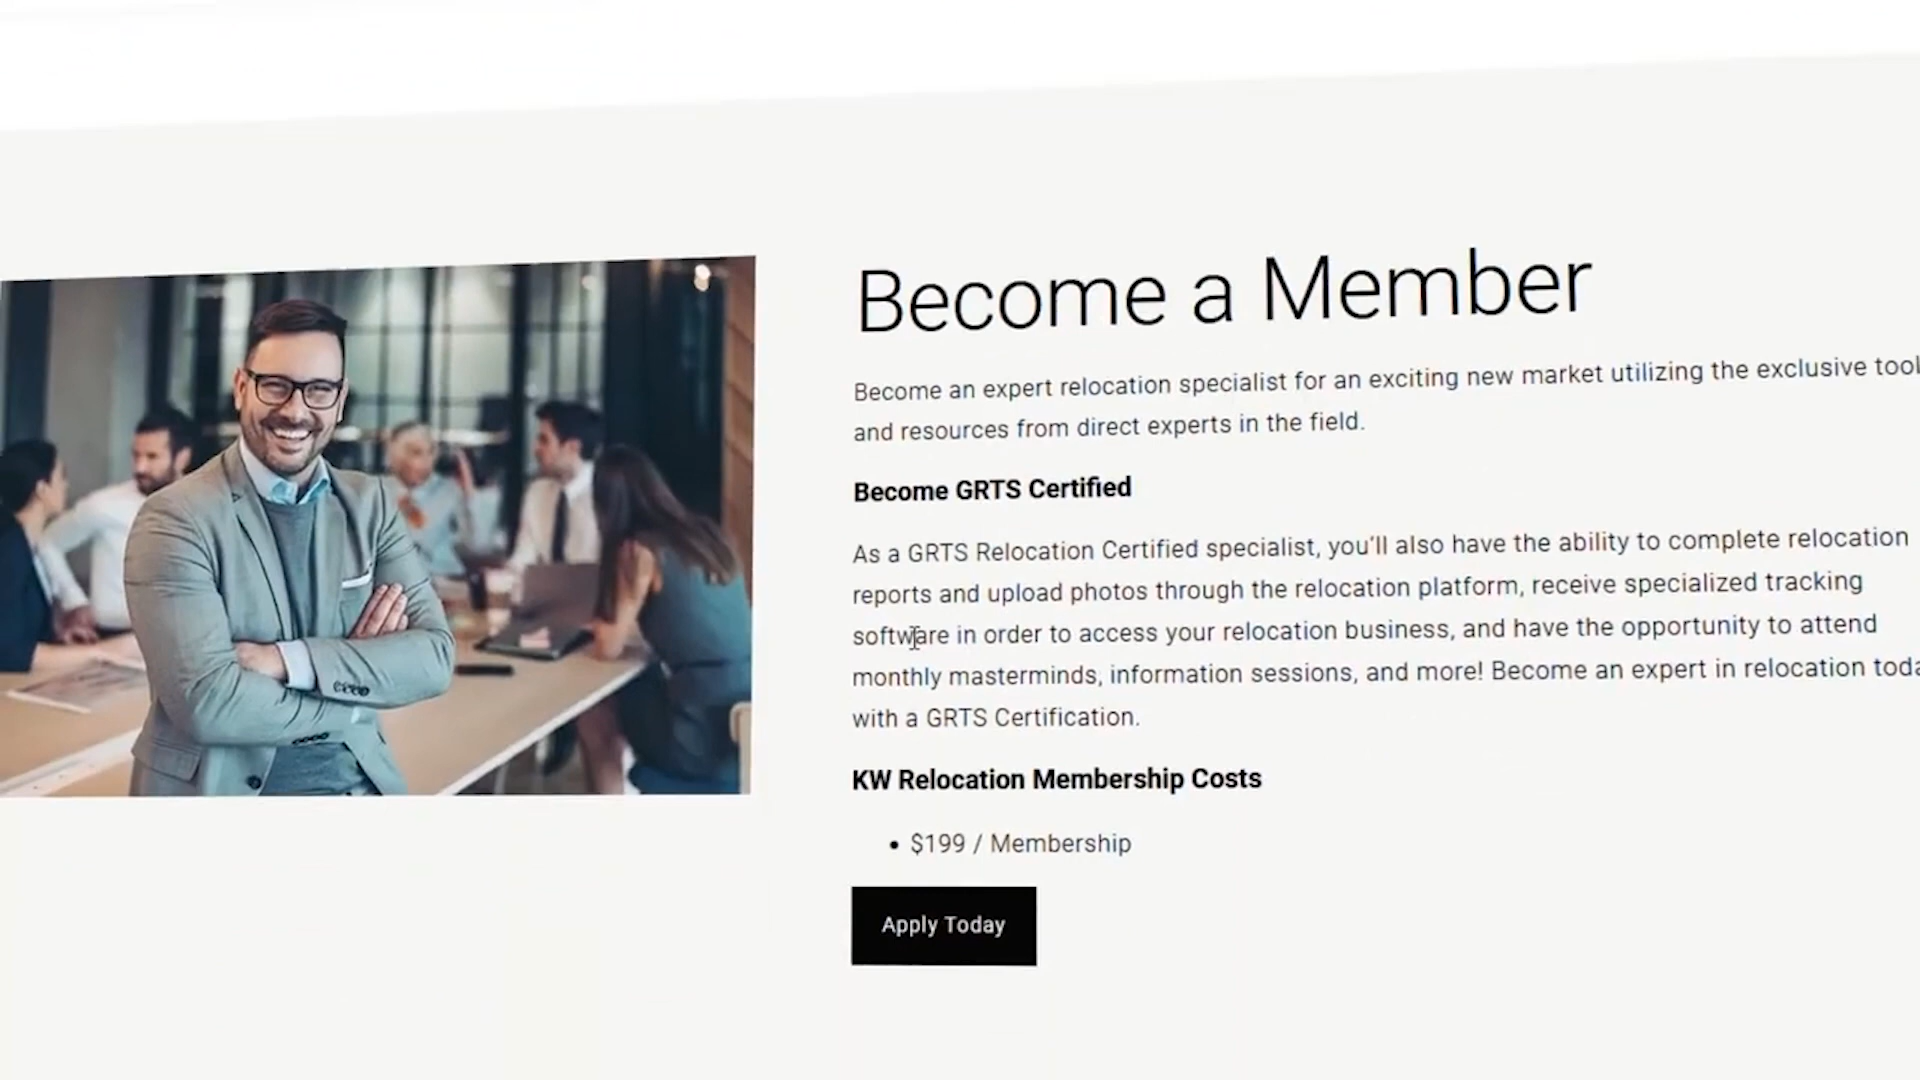 Become a Member
Become an expert relocation specialist for an exciting new market utilizing the exclusive tool
and resources from direct experts in the field.
Become GRTS Certified
As a GRTS Relocation Certified specialist, you'll also have the ability to complete relocation
reports and upload photos through the relocation platform, receive specialized tracking
software in order to access your relocation business, and have the opportunity to attend
monthly masterminds, information sessions, and more! Become an expert in relocation toda
with a GRTS Certification.
KW Relocation Membership Costs
• $199 / Membership
Apply Today